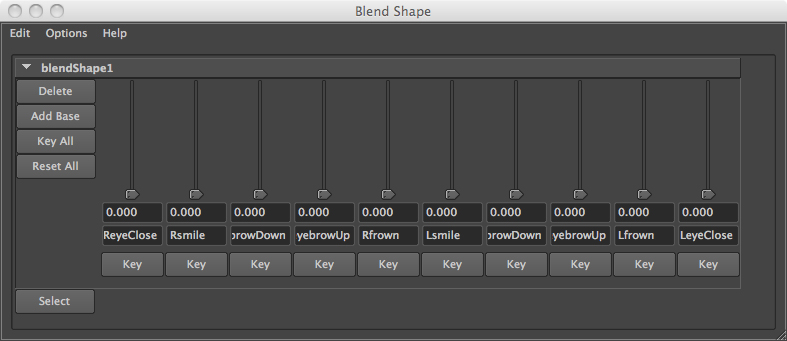 Blend Shape
Edit Options Help
blendShape1
Delete
Add Base
Key All
Reset All
0.000 0.000 0.000 0.000 0.000 0.000 0.000 0.000 0.000 0.000
ReyeClose Rsmile browDown yebrowUp Rfrown Lsmile browDown yebrowUp Lfrown LeyeClose
Key Key Key Key Key Key Key Key Key Key
Select